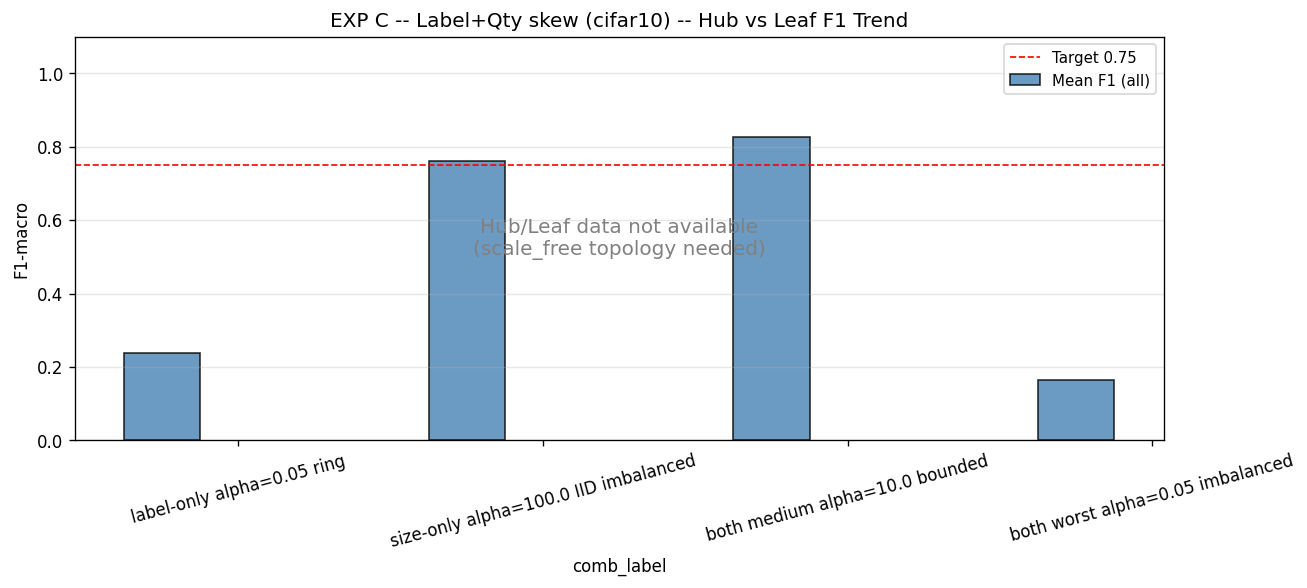 EXP C -- Label+Qty skew (cifar10) -- Hub vs Leaf F1 Trend
Target 0.75
Mean F1 (all)
1.0
0.8
0.6
0.4
0.2
0.0
F1-macro
Hub/Leaf data not available
(scale_free topology needed)
label-only alpha=0.05 ring
size-only alpha=100.0 IID imbalanced
both medium alpha=10.0 bounded
both worst alpha=0.05 imbalanced
comb_label